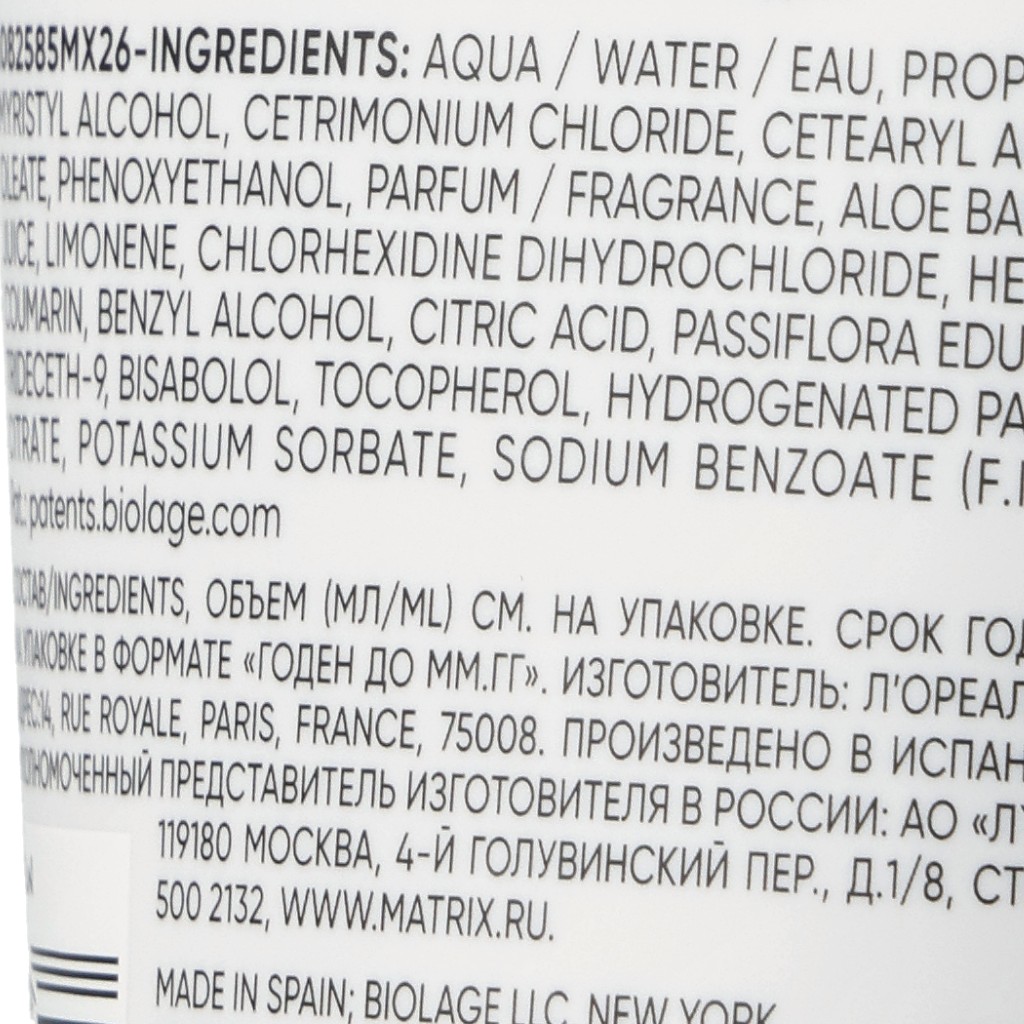 082585MX26-INGREDIENTS: AQUA / WATER / EAU, PROP
MYRISTYL ALCOHOL, CETRIMONIUM CHLORIDE, CETEARYL A
OLEATE, PHENOXYETHANOL, PARFUM / FRAGRANCE, ALOE BA
JUICE, LIMONENE, CHLORHEXIDINE DIHYDROCHLORIDE, HE
COUMARIN, BENZYL ALCOHOL, CITRIC ACID, PASSIFLORA EDU
TRIDECETH-9, BISABOLOL, TOCOPHEROL, HYDROGENATED PA
CITRATE, POTASSIUM SORBATE, SODIUM BENZOATE (F.I
patents.biolage.com
СОСТАВ/INGREDIENTS, ОБЪЕМ (МЛ/ML) СМ. НА УПАКОВКЕ. СРОК ГОД
УПАКОВКЕ В ФОРМАТЕ «ГОДЕН ДО ММ.ГГ». ИЗГОТОВИТЕЛЬ: Л'ОРЕАЛ
14, RUE ROYALE, PARIS, FRANCE, 75008. ПРОИЗВЕДЕНО В ИСПАН
УПОЛНОМОЧЕННЫЙ ПРЕДСТАВИТЕЛЬ ИЗГОТОВИТЕЛЯ В РОССИИ: АО «Л'
119180 МОСКВА, 4-Й ГОЛУВИНСКИЙ ПЕР., Д.1/8, СТ
500 2132, WWW.MATRIX.RU.
MADE IN SPAIN; BIOLAGE LLC, NEW YORK